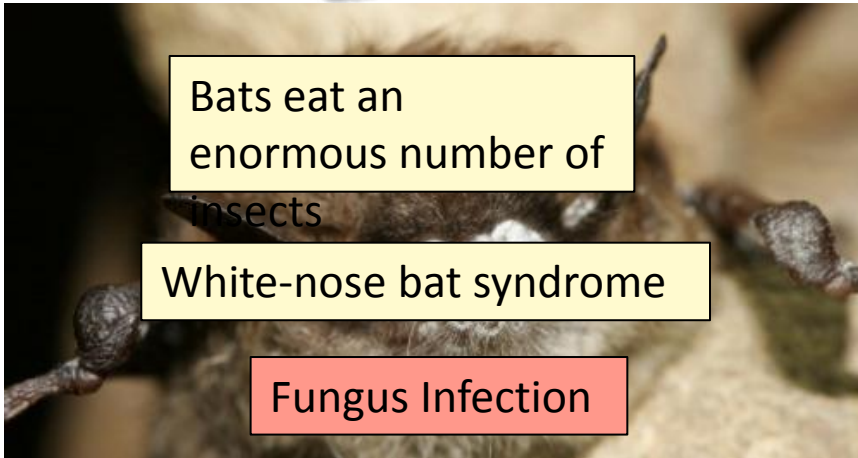 Bats eat an
enormous number of
insects
White-nose bat syndrome
Fungus Infection